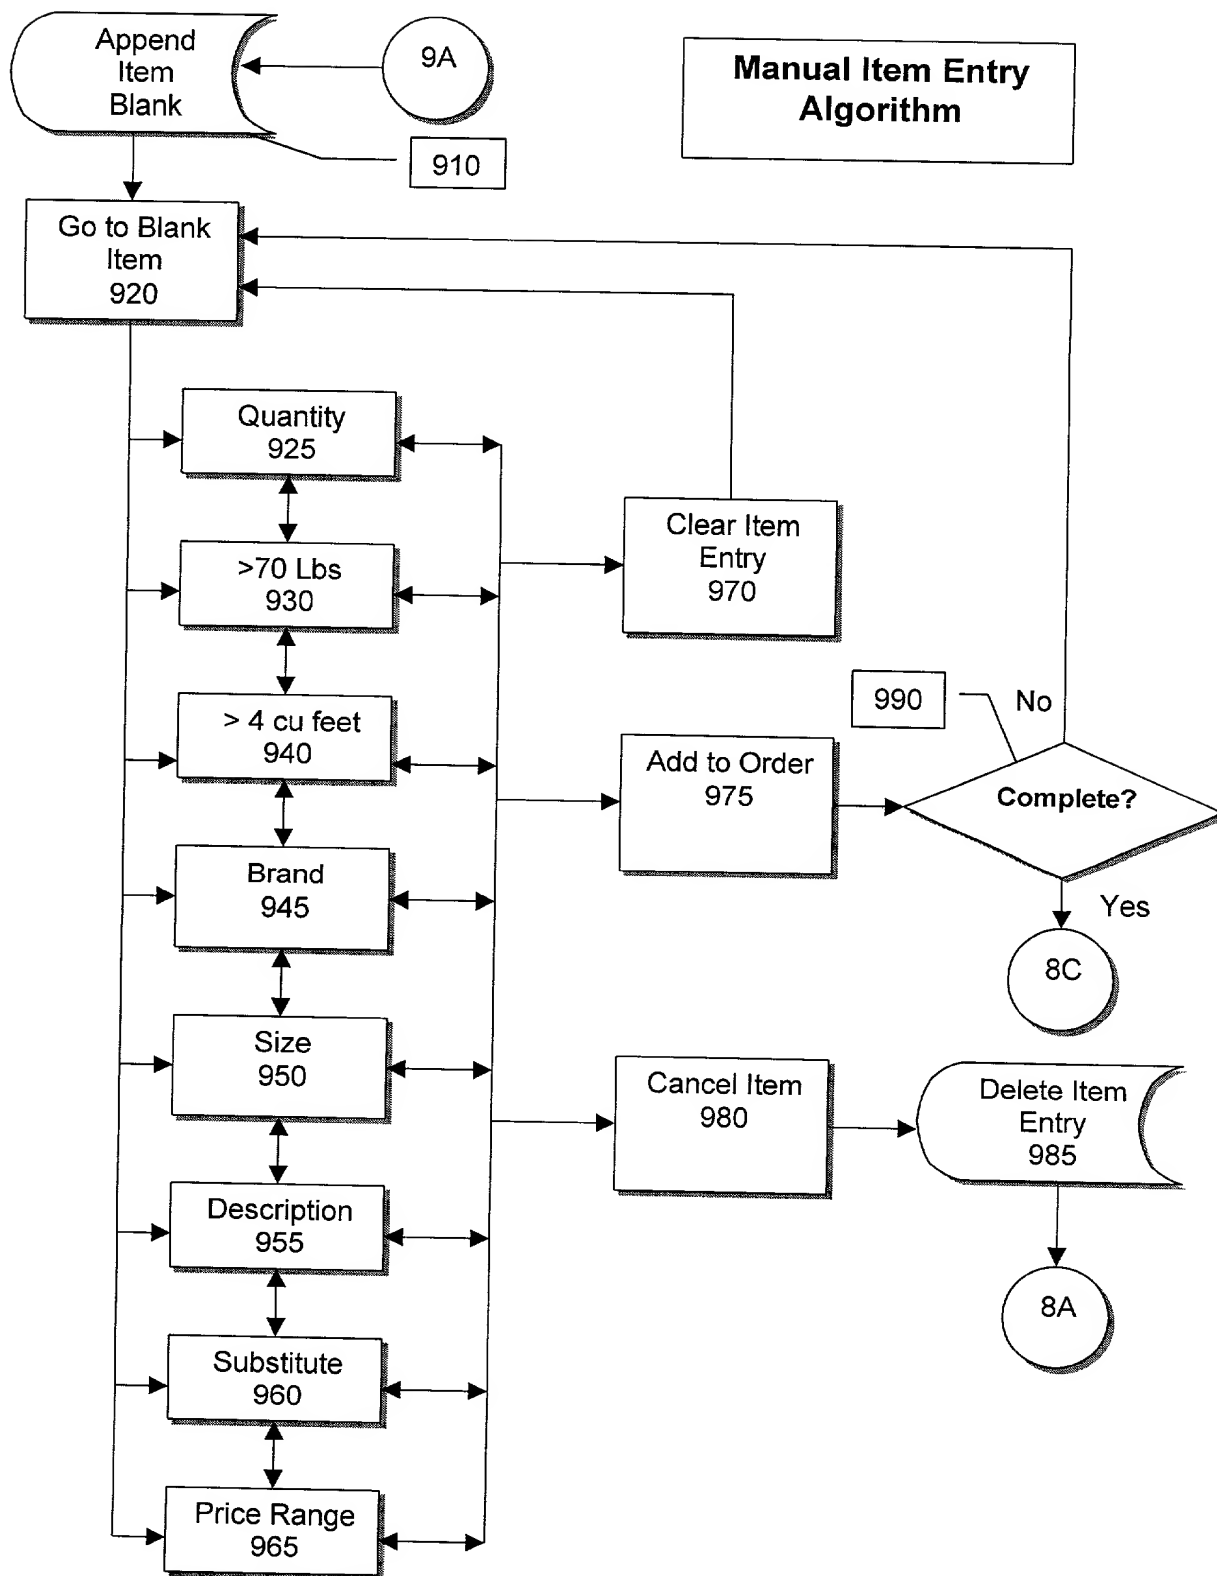 Append
Item
Blank
9A
Manual Item Entry
Algorithm
910
Go to Blank
Item
920
Quantity
925
>70 Lbs
930
> 4 cu feet
940
Brand
945
Size
950
Description
955
Substitute
960
Price Range
965
Clear Item
Entry
970
Add to Order
975
990
No
Complete?
Yes
8C
Cancel Item
980
Delete Item
Entry
985
8A